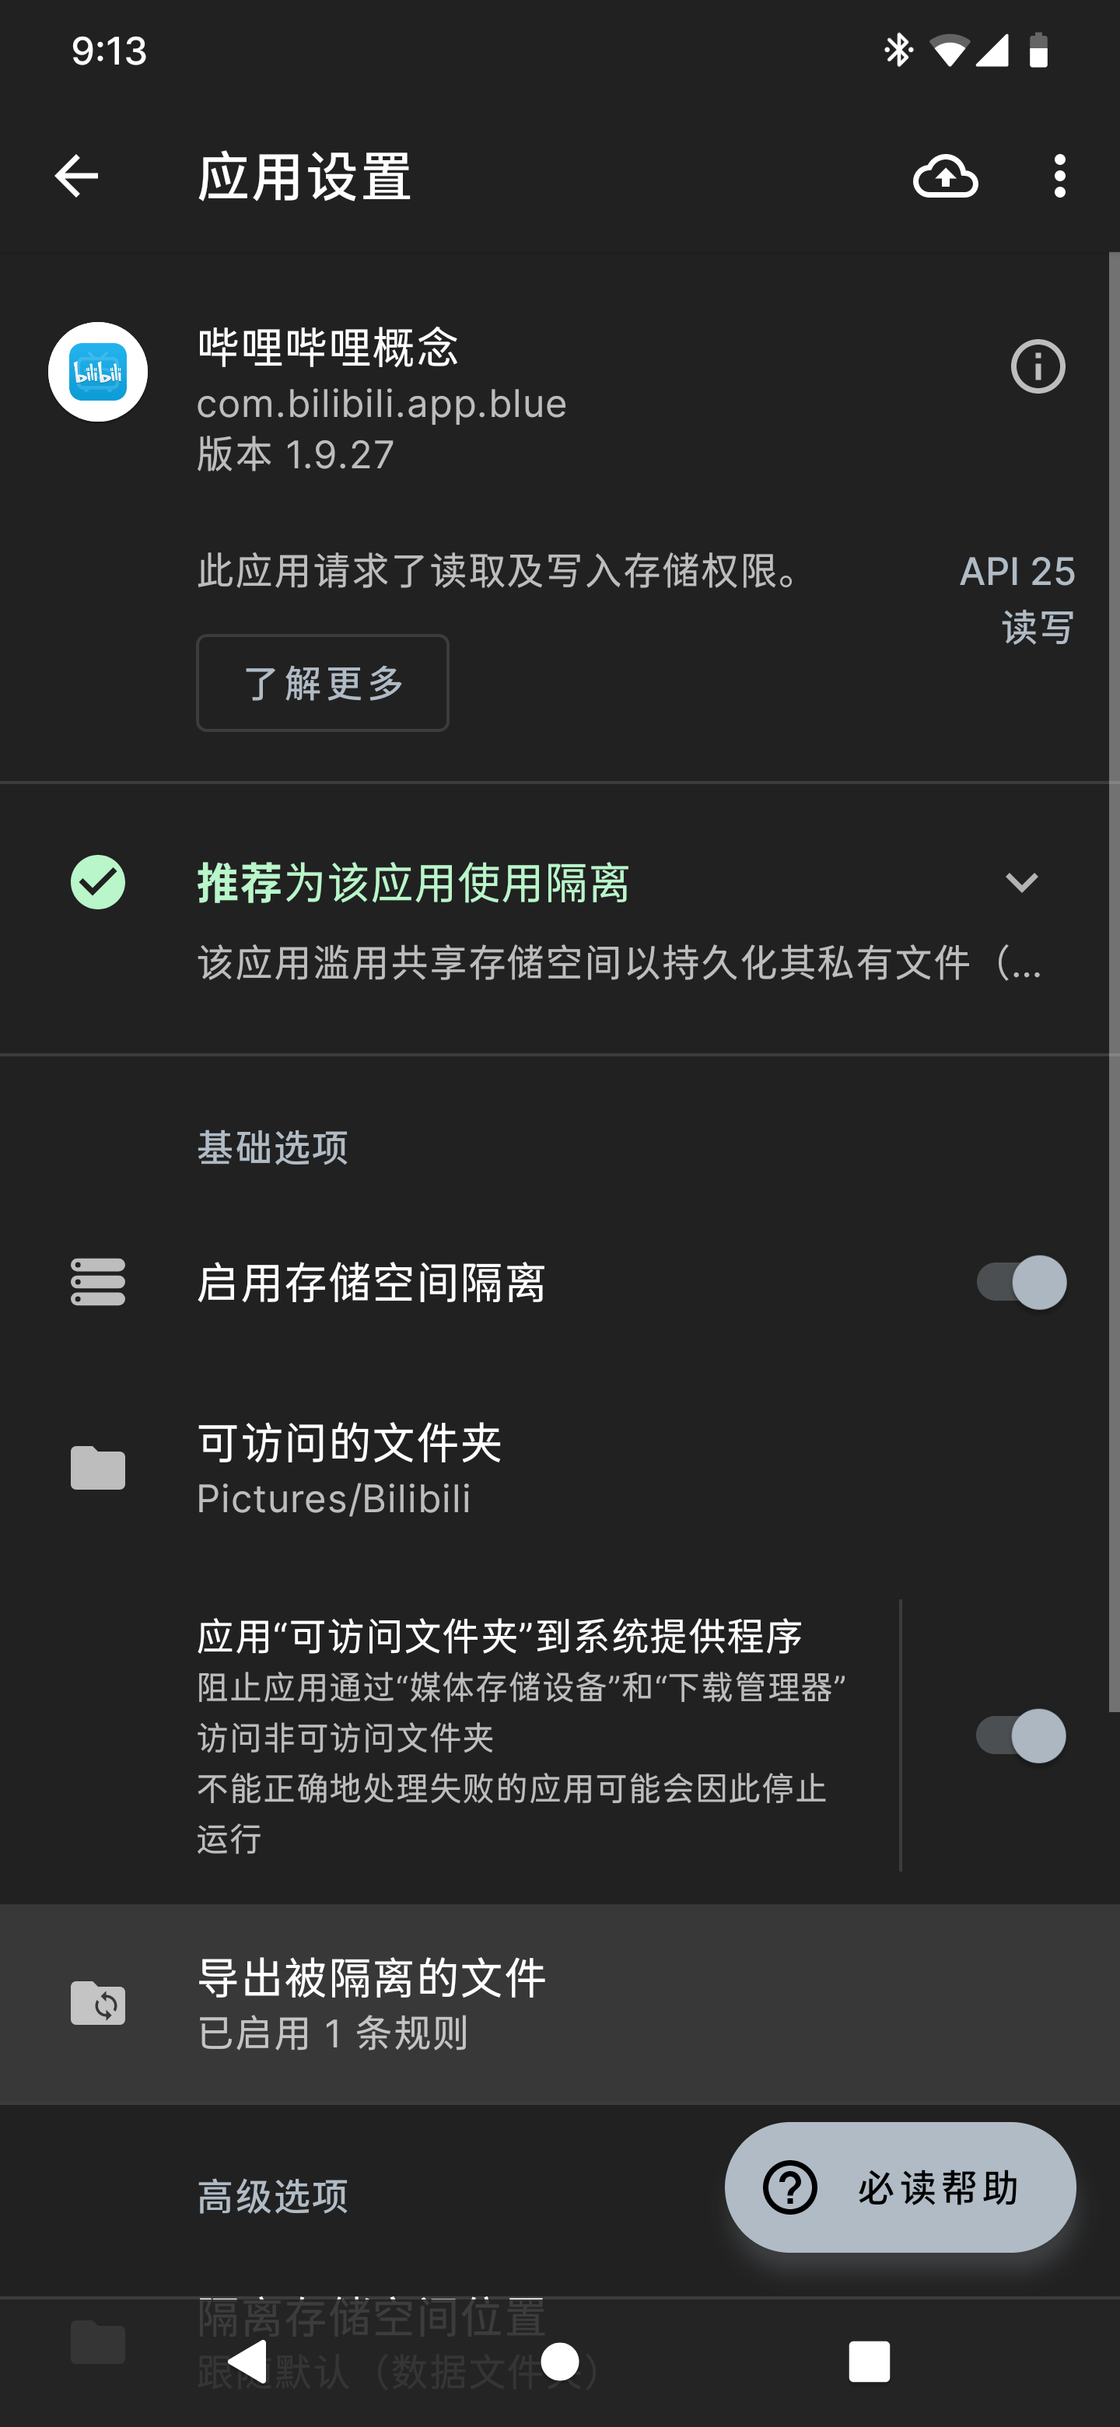 9:13
应用设置
bilibili
哔哩哔哩概念
com.bilibili.app.blue
版本 1.9.27
此应用请求了读取及写入存储权限。
API 25
读写
了解更多
推荐为该应用使用隔离
该应用滥用共享存储空间以持久化其私有文件（...
基础选项
启用存储空间隔离
可访问的文件夹
Pictures/Bilibili
应用“可访问文件夹”到系统提供程序
阻止应用通过“媒体存储设备”和“下载管理器”
访问非可访问文件夹
不能正确地处理失败的应用可能会因此停止
运行
导出被隔离的文件
已启用 1 条规则
高级选项
必读帮助
隔离存储空间位置
跟随默认（数据文件夹）